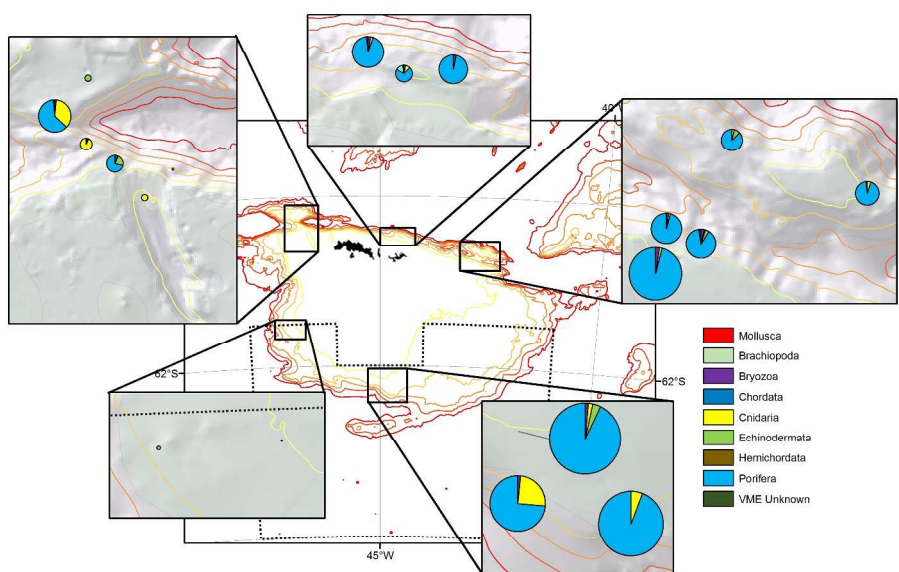 40°W
Mollusca
Brachiopoda
Bryozoa
Chordata
Cnidaria
Echinodermata
Hemichordata
Porifera
VME Unknown
62°S
62°S
45°W